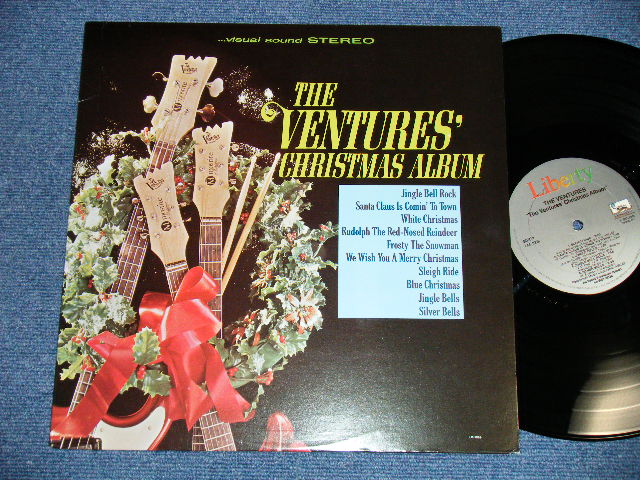 ...visual sound STEREO
THE
VENTURES'
CHRISTMAS ALBUM
Jingle Bell Rock
Santa Claus Is Comin' To Town
White Christmas
Rudolph The Red-Nosed Reindeer
Frosty The Snowman
We Wish You A Merry Christmas
Sleigh Ride
Blue Christmas
Jingle Bells
Silver Bells
Liberty
THE VENTURES
"The Ventures' Christmas Album"